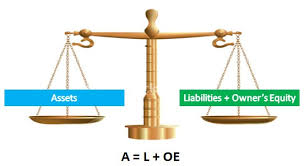 Assets
Liabilities + Owner's Equity
A = L + OE